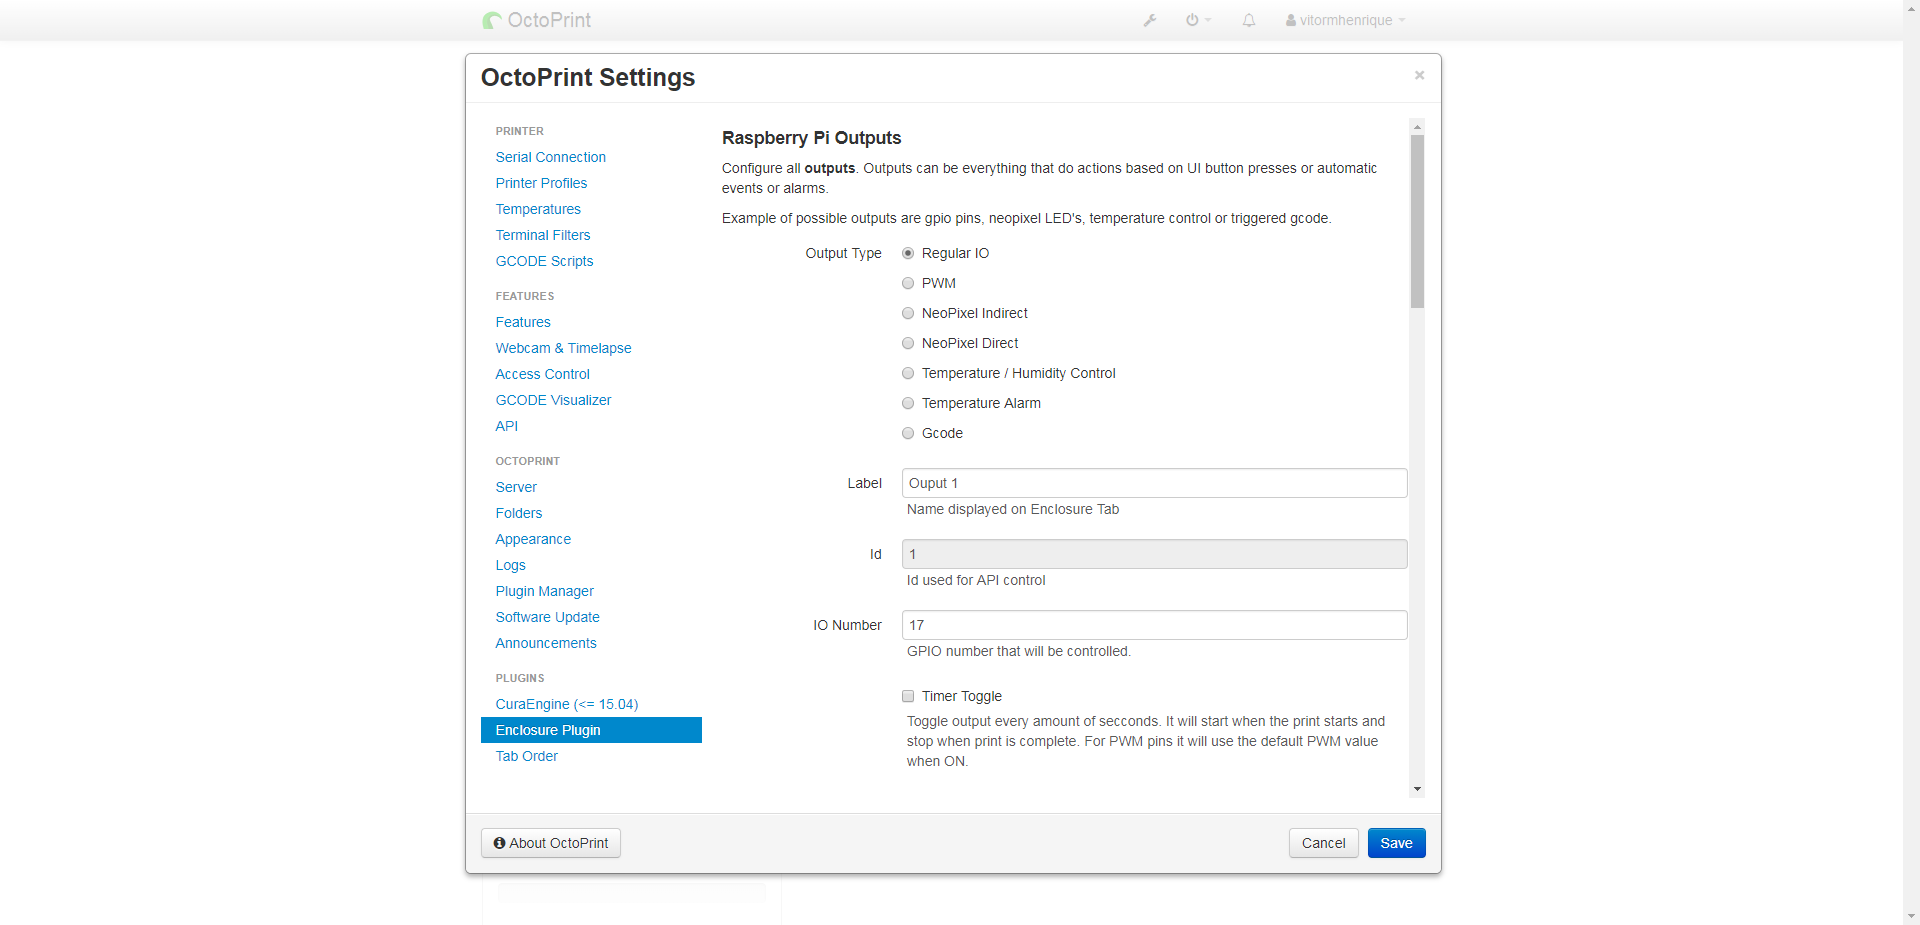 OctoPrint
vitormhenrique
OctoPrint Settings
×
PRINTER
Serial Connection
Printer Profiles
Temperatures
Terminal Filters
GCODE Scripts
FEATURES
Features
Webcam & Timelapse
Access Control
GCODE Visualizer
API
OCTOPRINT
Server
Folders
Appearance
Logs
Plugin Manager
Software Update
Announcements
PLUGINS
CuraEngine (<= 15.04)
Enclosure Plugin
Tab Order
Raspberry Pi Outputs
Configure all outputs. Outputs can be everything that do actions based on UI button presses or automatic
events or alarms.
Example of possible outputs are gpio pins, neopixel LED's, temperature control or triggered gcode.
Output Type
Regular IO
PWM
NeoPixel Indirect
NeoPixel Direct
Temperature / Humidity Control
Temperature Alarm
Gcode
Label
Ouput 1
Name displayed on Enclosure Tab
Id
1
Id used for API control
IO Number
17
GPIO number that will be controlled.
Timer Toggle
Toggle output every amount of secconds. It will start when the print starts and
stop when print is complete. For PWM pins it will use the default PWM value
when ON.
About OctoPrint
Cancel
Save